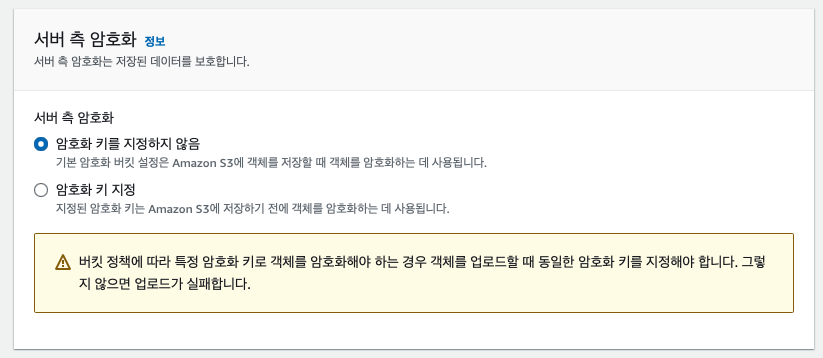 서버 측 암호화 정보
서버 측 암호화는 저장된 데이터를 보호합니다.
서버 측 암호화
암호화 키를 지정하지 않음
기본 암호화 버킷 설정은 Amazon S3에 객체를 저장할 때 객체를 암호화하는 데 사용됩니다.
암호화 키 지정
지정된 암호화 키는 Amazon S3에 저장하기 전에 객체를 암호화하는 데 사용됩니다.
버킷 정책에 따라 특정 암호화 키로 객체를 암호화해야 하는 경우 객체를 업로드할 때 동일한 암호화 키를 지정해야 합니다. 그렇
지 않으면 업로드가 실패합니다.